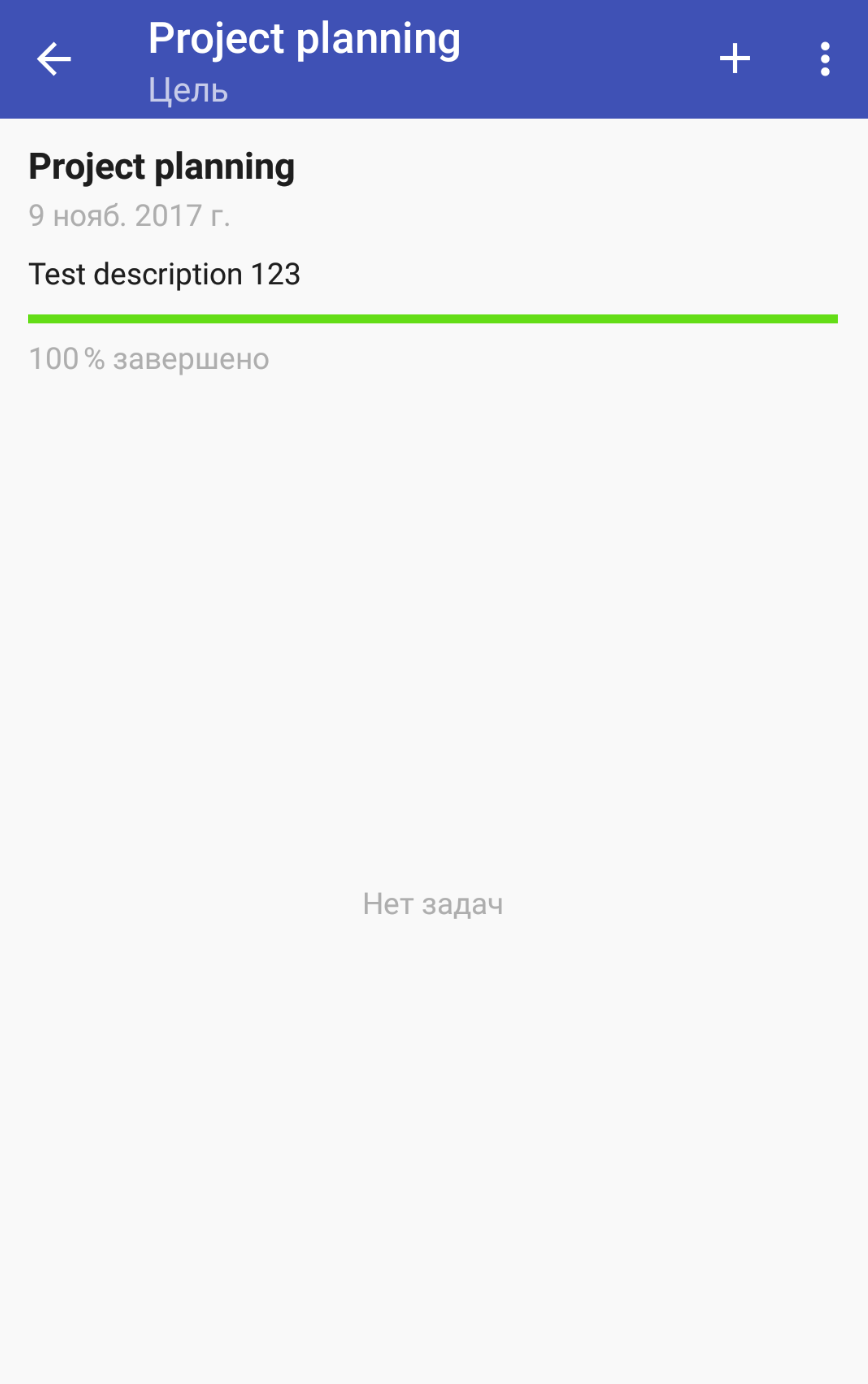 Project planning
Цель
Project planning
9 нояб. 2017 г.
Test description 123
100 % завершено
Нет задач